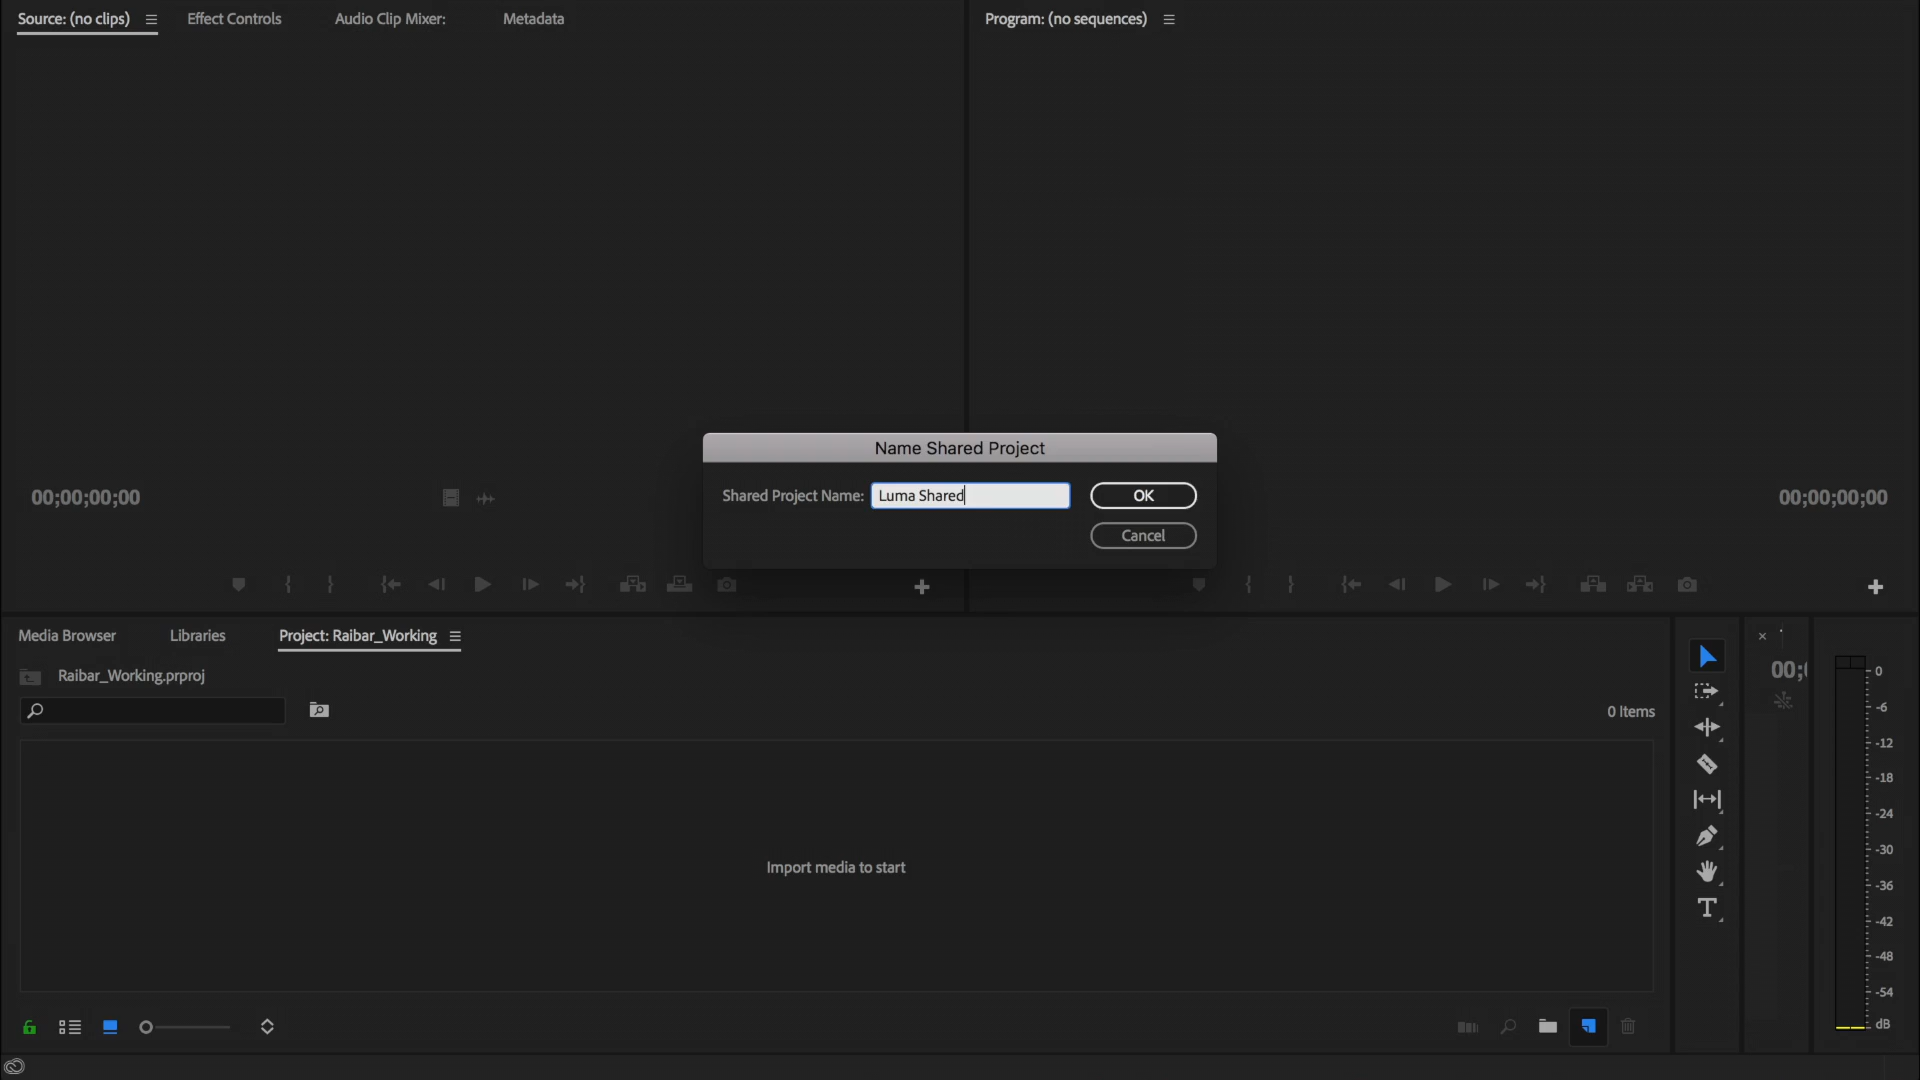 Source: (no clips)
Effect Controls
Audio Clip Mixer:
Metadata
Program: (no sequences)
Name Shared Project
Shared Project Name:
Luma Shared
OK
Cancel
00;00;00;00
00;00;00;00
Media Browser
Libraries
Project: Raibar_Working
Raibar_Working.prproj
0 Items
Import media to start
00;
0
-6
-12
-18
-24
-30
-36
-42
-48
-54
dB